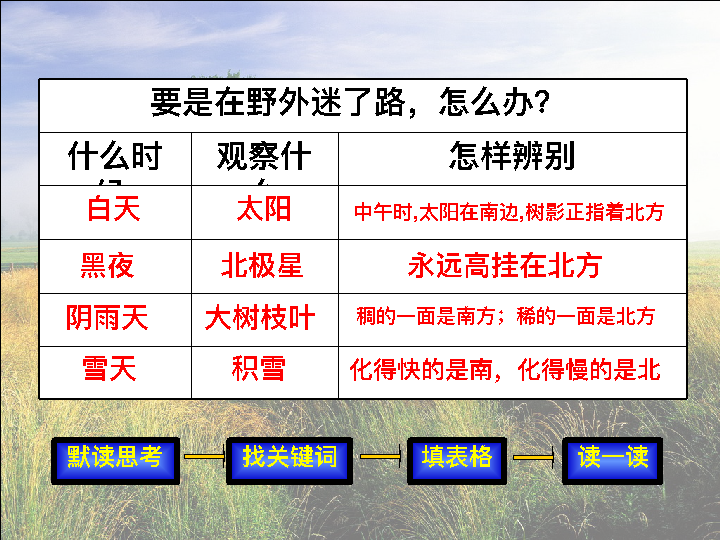 要是在野外迷了路，怎么办？
什么时 观察什 怎样辨别
白天 太阳 中午时,太阳在南边,树影正指着北方
黑夜 北极星 永远高挂在北方
阴雨天 大树枝叶 稠的一面是南方；稀的一面是北方
雪天 积雪 化得快的是南，化得慢的是北
默读思考 找关键词 填表格 读一读